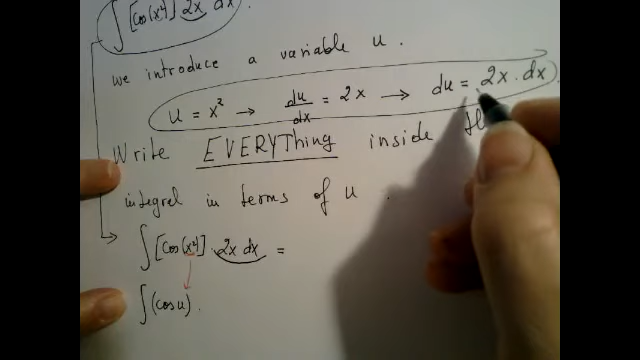 ∫ [cos(x²)] 2x dx
we introduce a variable u.
u = x² → du/dx = 2x → du = 2x · dx
Write EVERYthing inside the
integral in terms of u.
∫ [cos(x²)] · 2x dx =
∫ (cos u) ·